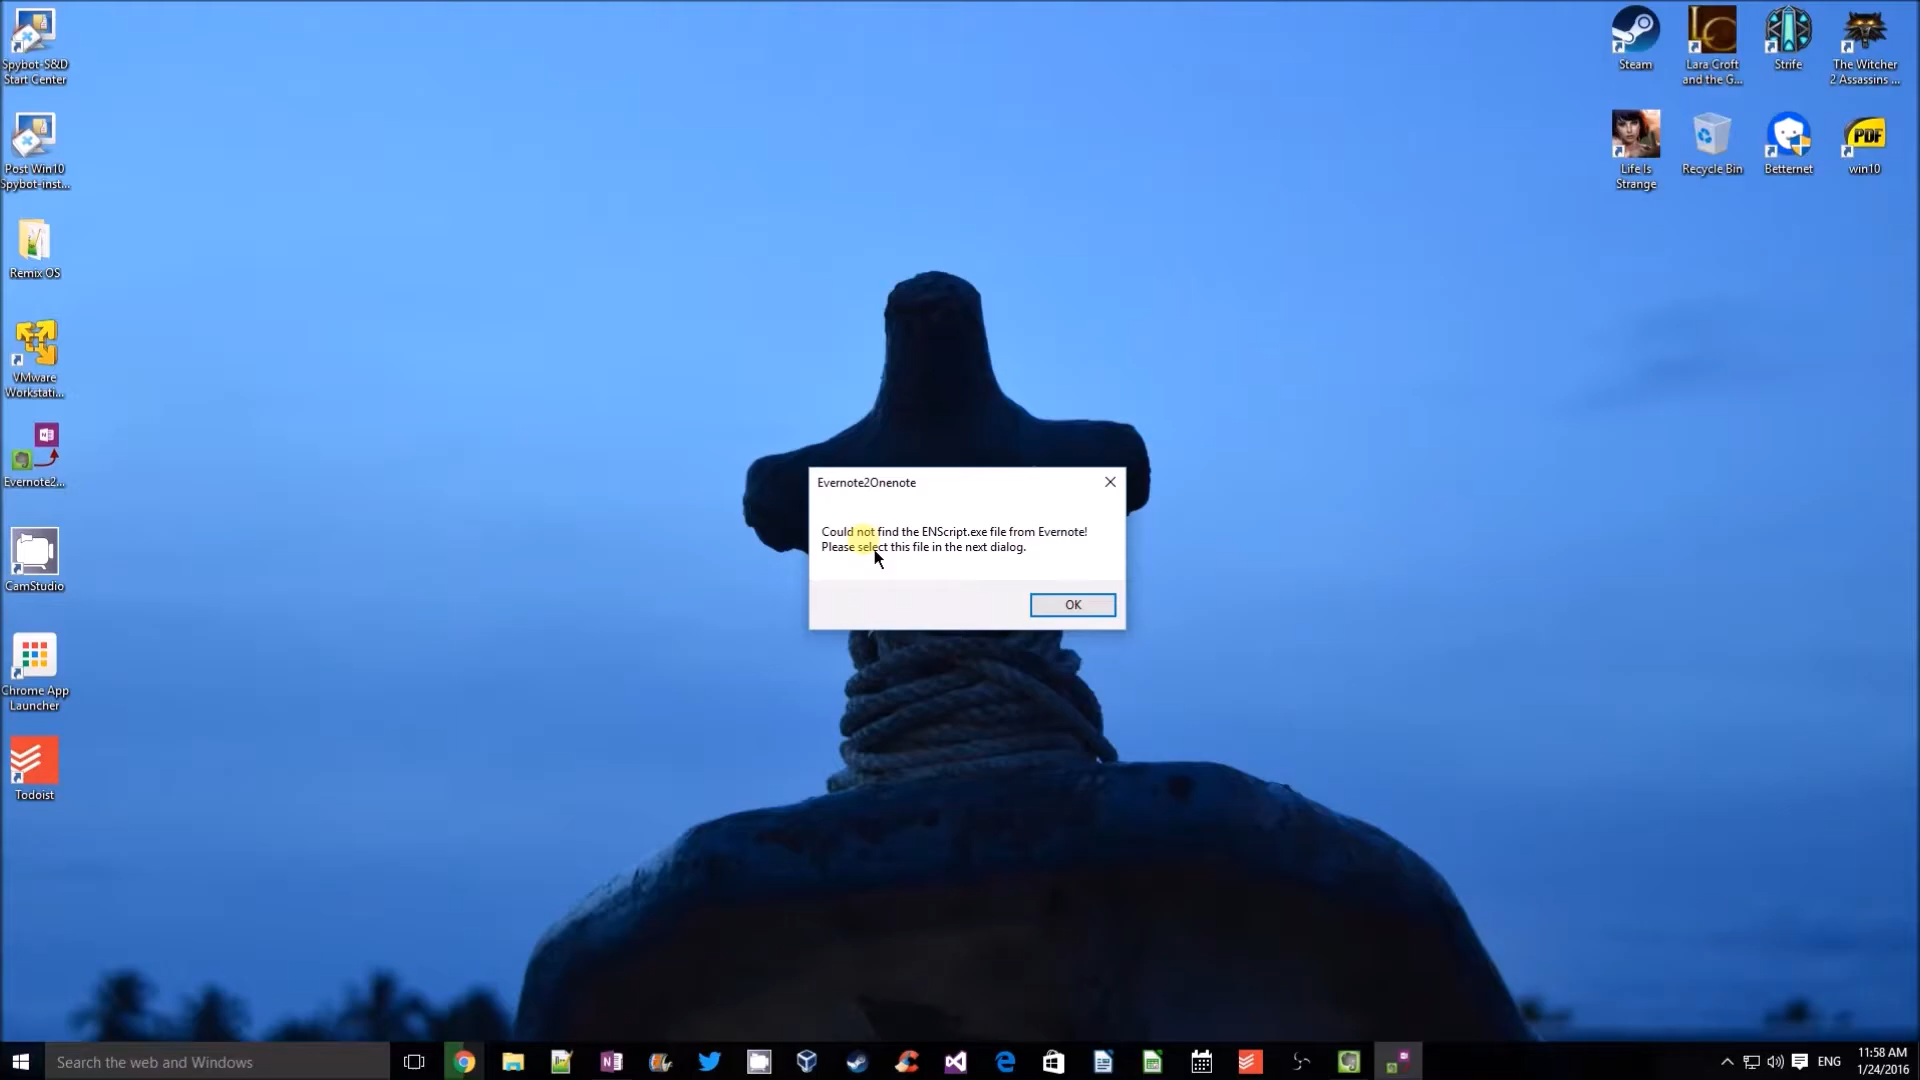 Spybot-S&D
Start Center
Post Win10
Spybot-inst...
Remix OS
VMware
Workstati...
Evernote2...
CamStudio
Chrome App
Launcher
Todoist
Steam
Lara Croft
and the G...
Strife
The Witcher
2 Assassins ...
Life Is
Strange
Recycle Bin
Betternet
PDF
win10
Evernote2Onenote
Could not find the ENScript.exe file from Evernote!
Please select this file in the next dialog.
OK
Search the web and Windows
ENG
11:58 AM
1/24/2016